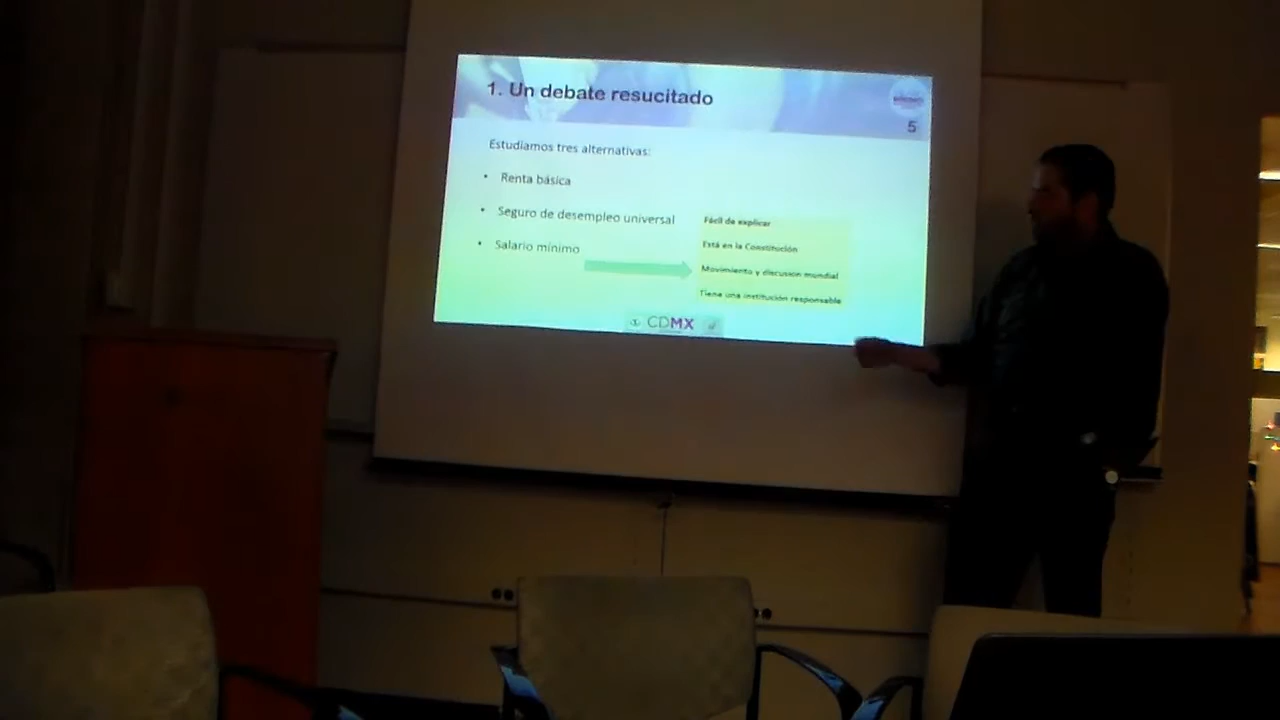 1. Un debate resucitado
5
Estudiamos tres alternativas:
• Renta básica
• Seguro de desempleo universal
• Salario mínimo
Fácil de explicar
Está en la Constitución
Movimiento y discusion mundial
Tiene una institución responsable
CDMX